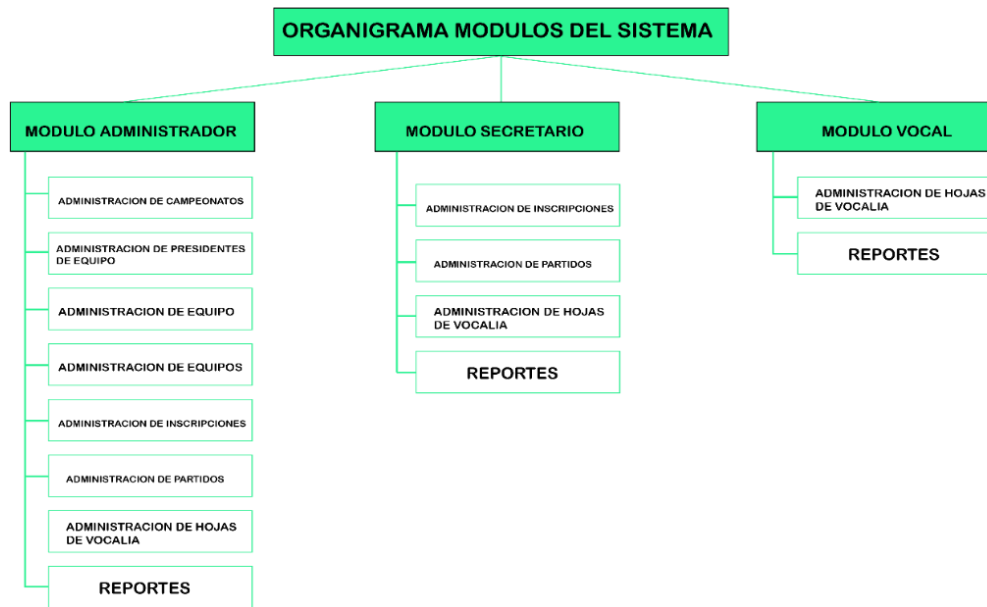 ORGANIGRAMA MODULOS DEL SISTEMA
MODULO ADMINISTRADOR
ADMINISTRACION DE CAMPEONATOS
ADMINISTRACION DE PRESIDENTES
DE EQUIPO
ADMINISTRACION DE EQUIPO
ADMINISTRACION DE EQUIPOS
ADMINISTRACION DE INSCRIPCIONES
ADMINISTRACION DE PARTIDOS
ADMINISTRACION DE HOJAS
DE VOCALIA
REPORTES
MODULO SECRETARIO
ADMINISTRACION DE INSCRIPCIONES
ADMINISTRACION DE PARTIDOS
ADMINISTRACION DE HOJAS
DE VOCALIA
REPORTES
MODULO VOCAL
ADMINISTRACION DE HOJAS
DE VOCALIA
REPORTES